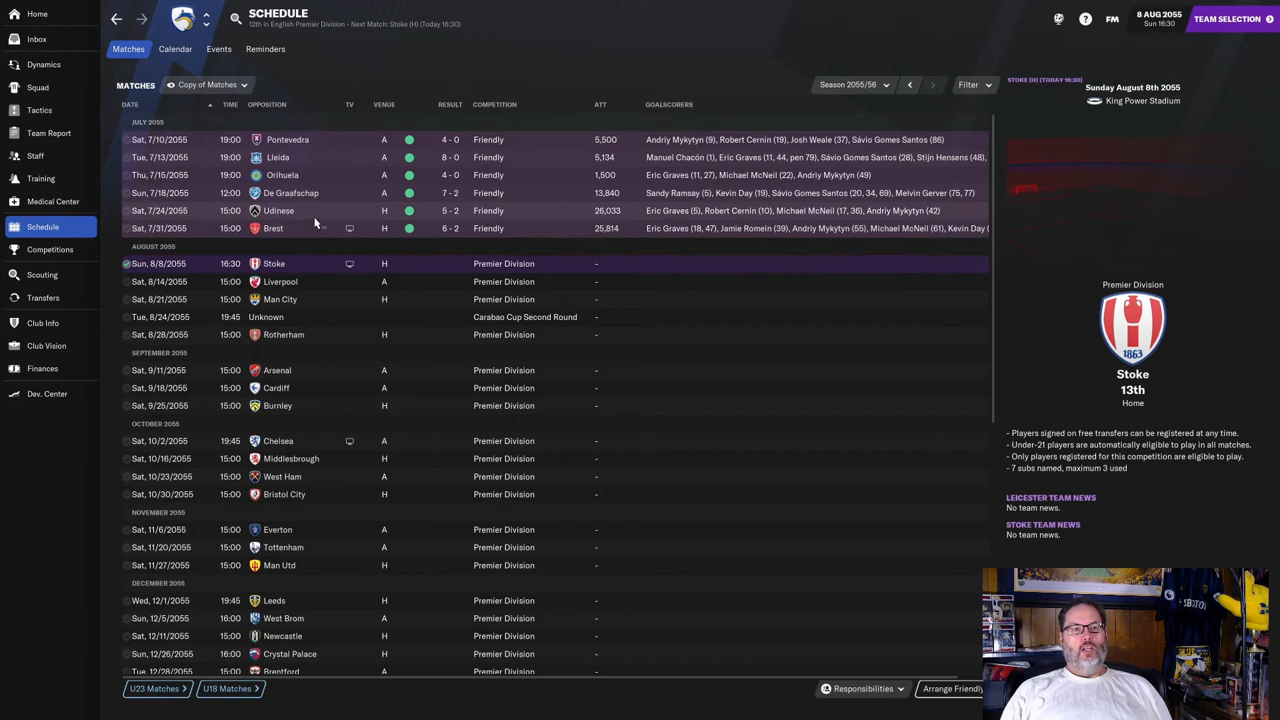 Home
Inbox
Dynamics
Squad
Tactics
Team Report
Staff
Training
Medical Center
Schedule
Competitions
Scouting
Transfers
Club Info
Club Vision
Finances
Dev. Center
SCHEDULE
12th in English Premier Division - Next Match: Stoke (H) (Today 16:30)
FM
8 AUG 2055
Sun 16:30
TEAM SELECTION
Matches Calendar Events Reminders
MATCHES Copy of Matches Season 2055/56 Filter
DATE TIME OPPOSITION TV VENUE RESULT COMPETITION ATT GOALSCORERS
JULY 2055
Sat, 7/10/2055 19:00 Pontevedra A 4 - 0 Friendly 5,500 Andriy Mykytyn (9), Robert Cernin (19), Josh Weale (37), Sávio Gomes Santos (86)
Tue, 7/13/2055 19:00 Lleida A 8 - 0 Friendly 5,134 Manuel Chacón (1), Eric Graves (11, 44, pen 79), Sávio Gomes Santos (28), Stijn Hensens (48),
Thu, 7/15/2055 19:00 Orihuela A 4 - 0 Friendly 1,500 Eric Graves (11, 27), Michael McNeil (22), Andriy Mykytyn (49)
Sun, 7/18/2055 12:00 De Graafschap A 7 - 2 Friendly 13,840 Sandy Ramsay (5), Kevin Day (19), Sávio Gomes Santos (20, 34, 69), Melvin Gerver (75, 77)
Sat, 7/24/2055 15:00 Udinese H 5 - 2 Friendly 26,033 Eric Graves (5), Robert Cernin (10), Michael McNeil (17, 36), Andriy Mykytyn (42)
Sat, 7/31/2055 15:00 Brest H 6 - 2 Friendly 25,814 Eric Graves (18, 47), Jamie Romein (39), Andriy Mykytyn (55), Michael McNeil (61), Kevin Day (
AUGUST 2055
Sun, 8/8/2055 16:30 Stoke H Premier Division -
Sat, 8/14/2055 15:00 Liverpool A Premier Division -
Sat, 8/21/2055 15:00 Man City H Premier Division -
Tue, 8/24/2055 19:45 Unknown Carabao Cup Second Round -
Sat, 8/28/2055 15:00 Rotherham H Premier Division -
SEPTEMBER 2055
Sat, 9/11/2055 15:00 Arsenal A Premier Division -
Sat, 9/18/2055 15:00 Cardiff A Premier Division -
Sat, 9/25/2055 15:00 Burnley H Premier Division -
OCTOBER 2055
Sat, 10/2/2055 19:45 Chelsea A Premier Division -
Sat, 10/16/2055 15:00 Middlesbrough H Premier Division -
Sat, 10/23/2055 15:00 West Ham A Premier Division -
Sat, 10/30/2055 15:00 Bristol City H Premier Division -
NOVEMBER 2055
Sat, 11/6/2055 15:00 Everton A Premier Division -
Sat, 11/20/2055 15:00 Tottenham A Premier Division -
Sat, 11/27/2055 15:00 Man Utd H Premier Division -
DECEMBER 2055
Wed, 12/1/2055 19:45 Leeds H Premier Division -
Sun, 12/5/2055 16:00 West Brom A Premier Division -
Sat, 12/11/2055 15:00 Newcastle H Premier Division -
Sun, 12/26/2055 16:00 Crystal Palace H Premier Division -
Tue, 12/28/2055 15:00 Brentford A Premier Division -
U23 Matches U18 Matches Responsibilities Arrange Friendly
STOKE (H) (TODAY 16:30)
Sunday August 8th 2055
King Power Stadium
Premier Division
1863
Stoke
13th
Home
- Players signed on free transfers can be registered at any time.
- Under-21 players are automatically eligible to play in all matches.
- Only players registered for this competition are eligible to play.
- 7 subs named, maximum 3 used
LEICESTER TEAM NEWS
No team news.
STOKE TEAM NEWS
No team news.